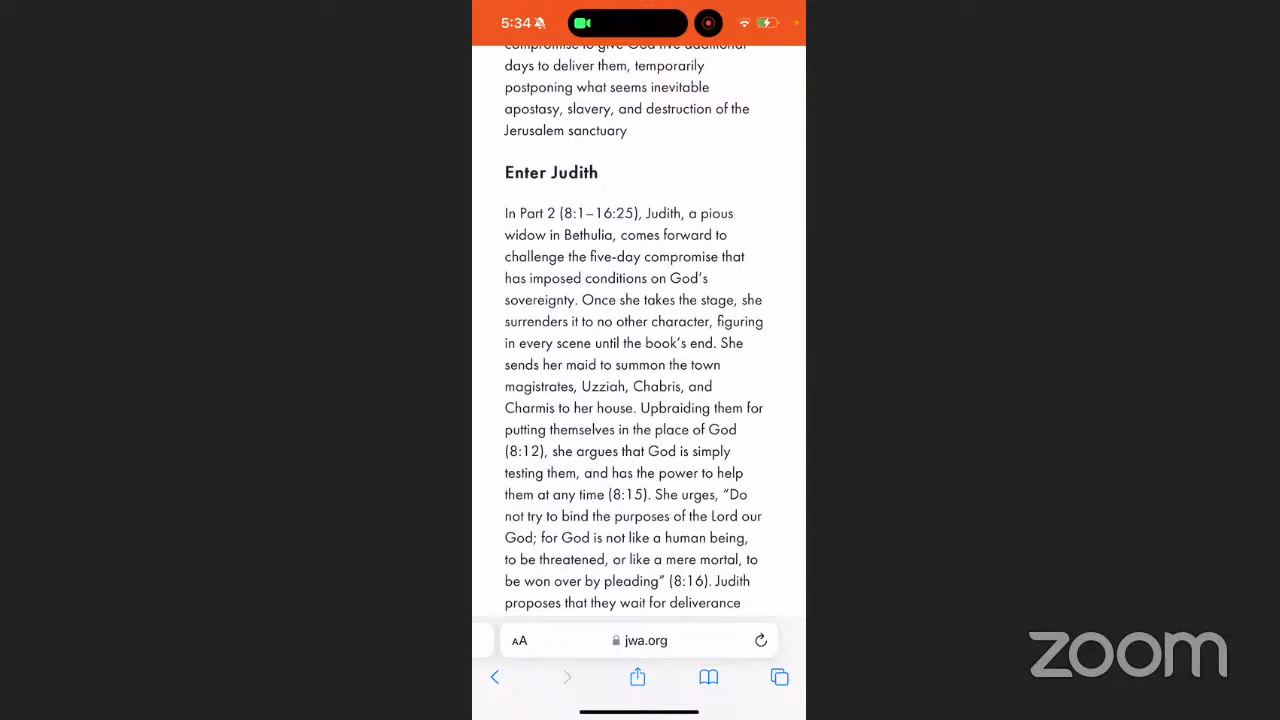 5:34
compromise to give God five additional
days to deliver them, temporarily
postponing what seems inevitable
apostasy, slavery, and destruction of the
Jerusalem sanctuary
Enter Judith
In Part 2 (8:1–16:25), Judith, a pious
widow in Bethulia, comes forward to
challenge the five-day compromise that
has imposed conditions on God's
sovereignty. Once she takes the stage, she
surrenders it to no other character, figuring
in every scene until the book's end. She
sends her maid to summon the town
magistrates, Uzziah, Chabris, and
Charmis to her house. Upbraiding them for
putting themselves in the place of God
(8:12), she argues that God is simply
testing them, and has the power to help
them at any time (8:15). She urges, “Do
not try to bind the purposes of the Lord our
God; for God is not like a human being,
to be threatened, or like a mere mortal, to
be won over by pleading” (8:16). Judith
proposes that they wait for deliverance
AA
jwa.org
zoom